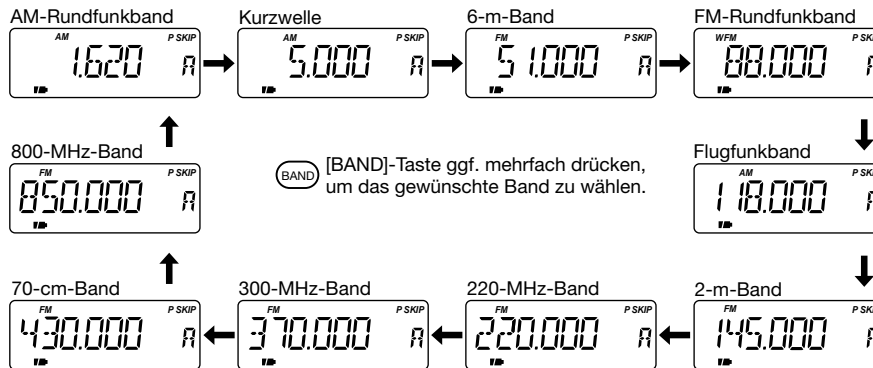 AM-Rundfunkband
AM P SKIP
1.620 A
Kurzwelle
AM P SKIP
5.000 A
6-m-Band
FM P SKIP
51.000 A
FM-Rundfunkband
WFM P SKIP
88.000
800-MHz-Band
FM P SKIP
850.000 A
BAND
[BAND]-Taste ggf. mehrfach drücken,
um das gewünschte Band zu wählen.
Flugfunkband
AM P SKIP
118.000
70-cm-Band
FM P SKIP
430.000 A
300-MHz-Band
FM P SKIP
370.000 A
220-MHz-Band
FM P SKIP
220.000 A
2-m-Band
FM P SKIP
145.000